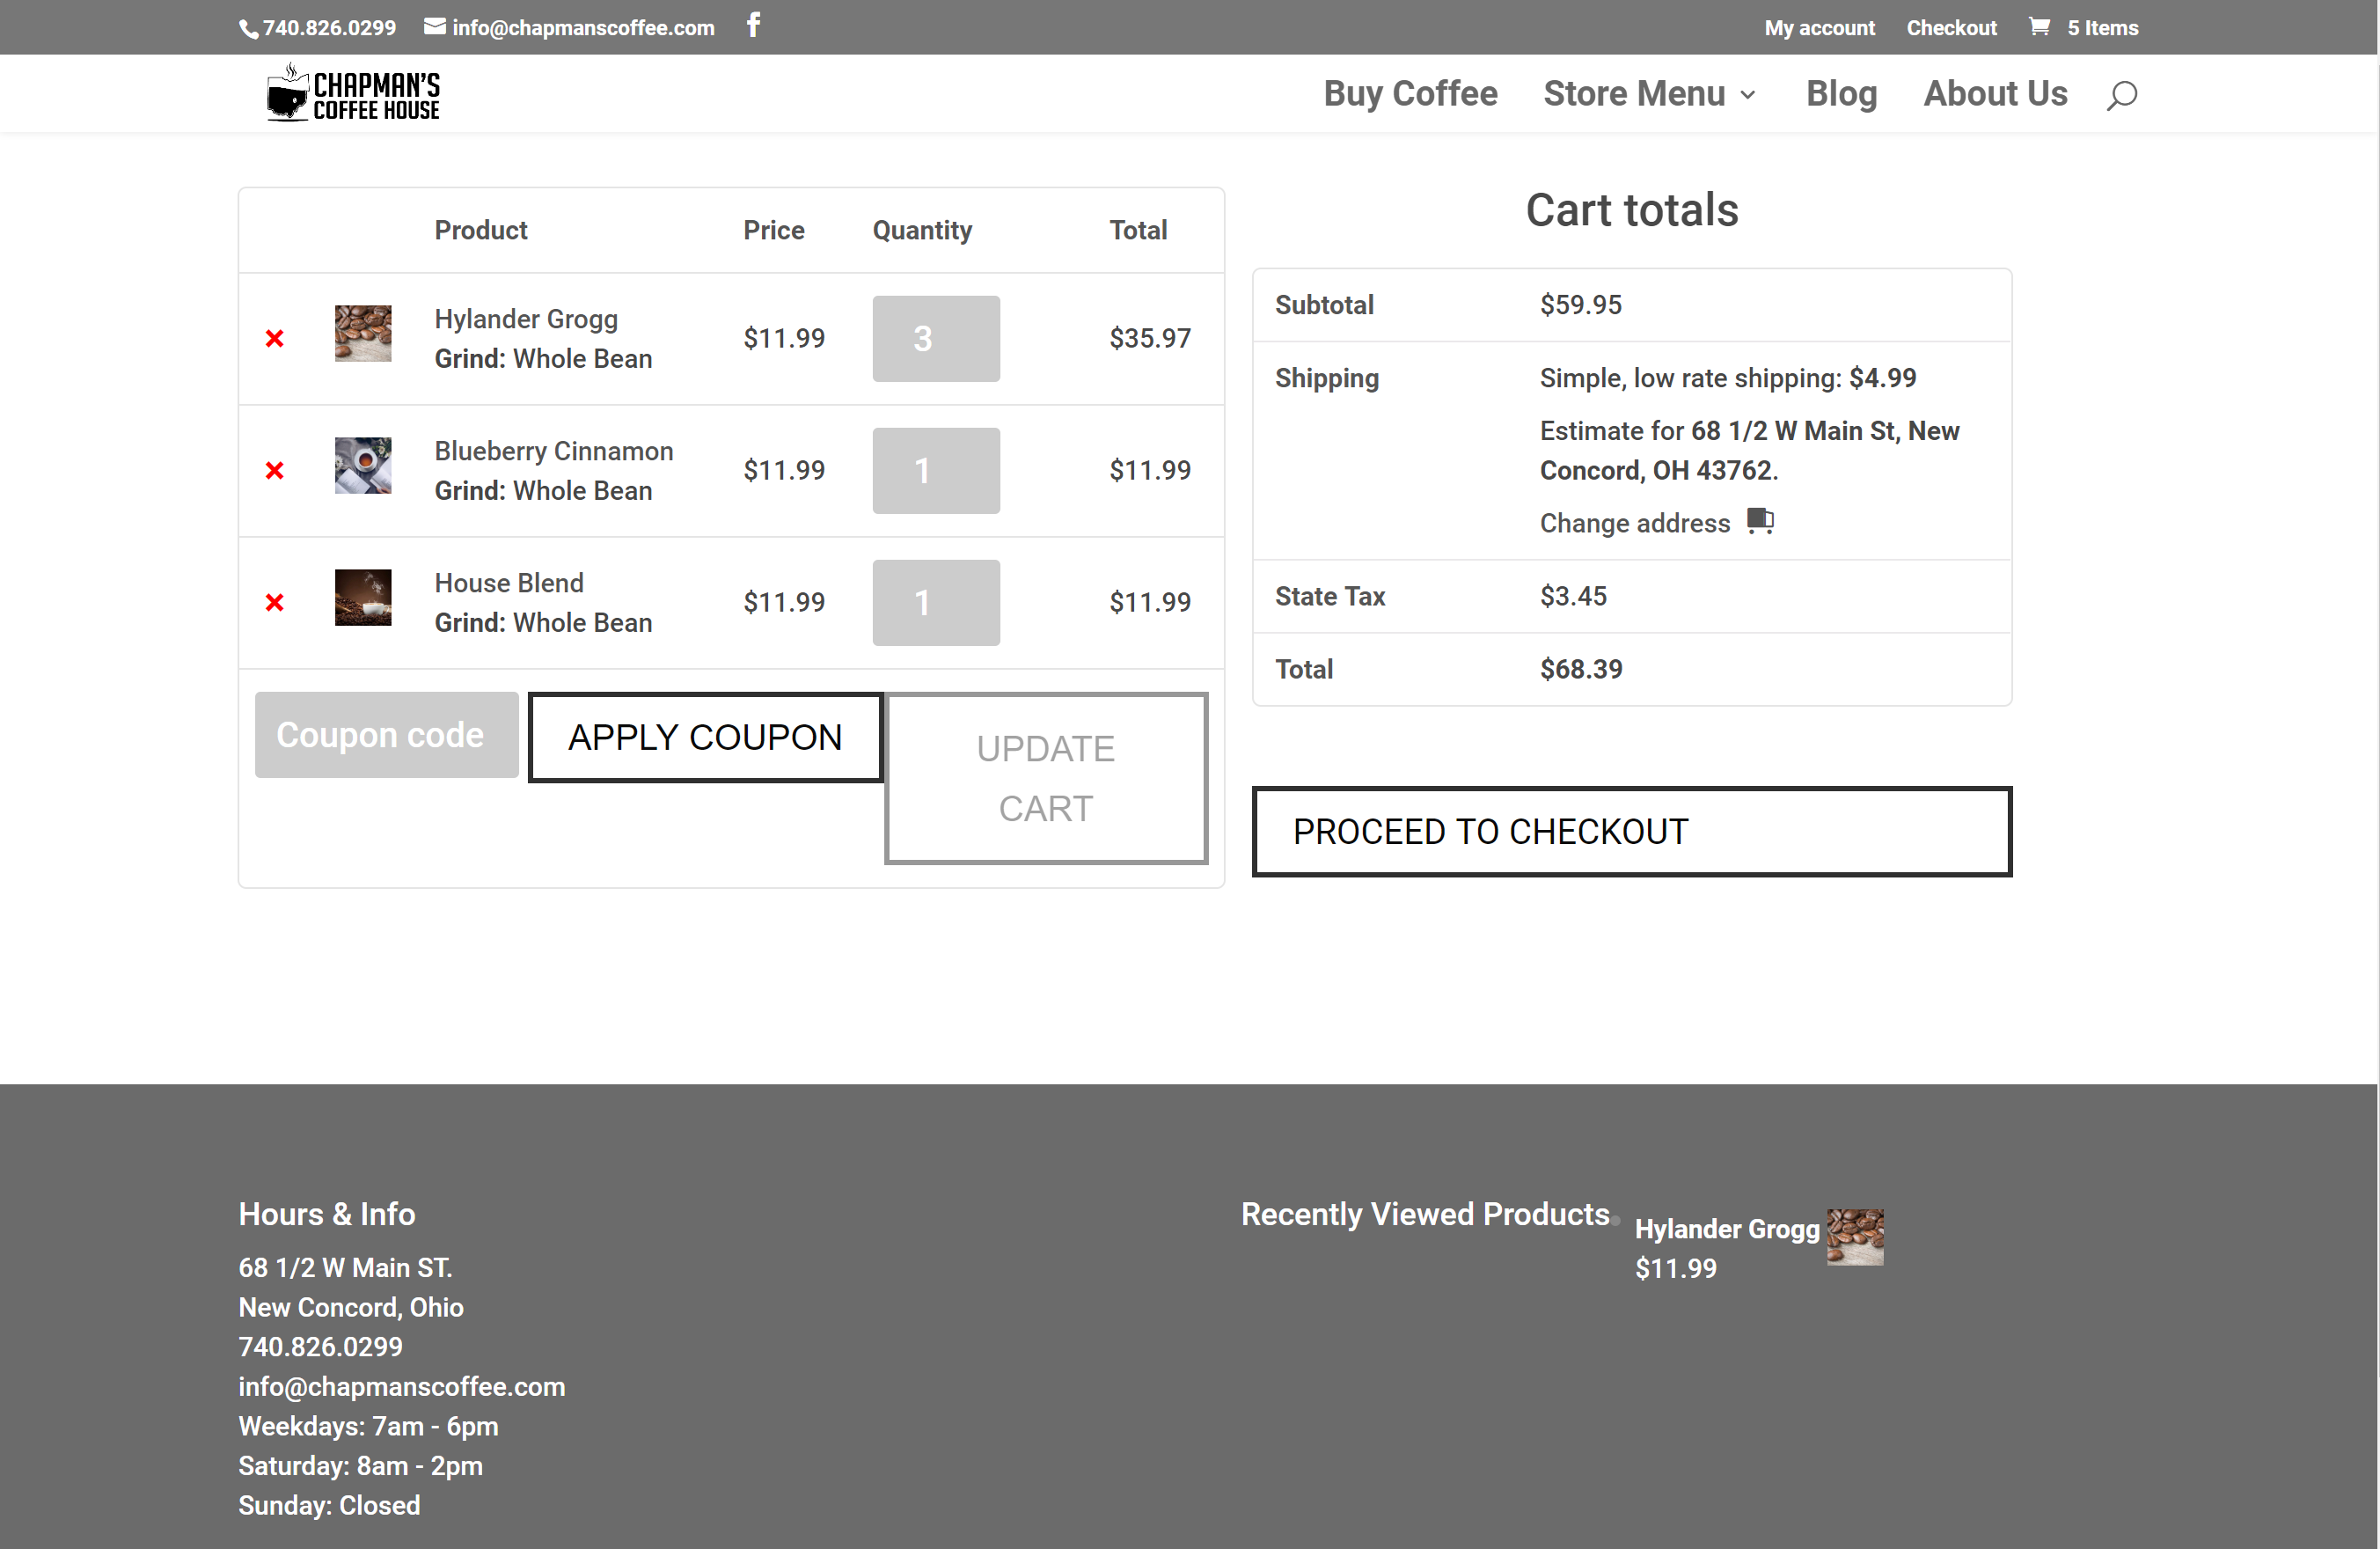 740.826.0299 info@chapmanscoffee.com My account Checkout 5 Items
CHAPMAN'S
COFFEE HOUSE
Buy Coffee Store Menu Blog About Us
Product Price Quantity Total
Hylander Grogg
Grind: Whole Bean
$11.99 3 $35.97
Blueberry Cinnamon
Grind: Whole Bean
$11.99 1 $11.99
House Blend
Grind: Whole Bean
$11.99 1 $11.99
Coupon code APPLY COUPON
UPDATE
CART
Cart totals
Subtotal $59.95
Shipping Simple, low rate shipping: $4.99
Estimate for 68 1/2 W Main St, New
Concord, OH 43762.
Change address
State Tax $3.45
Total $68.39
PROCEED TO CHECKOUT
Hours & Info
68 1/2 W Main ST.
New Concord, Ohio
740.826.0299
info@chapmanscoffee.com
Weekdays: 7am - 6pm
Saturday: 8am - 2pm
Sunday: Closed
Recently Viewed Products
Hylander Grogg
$11.99